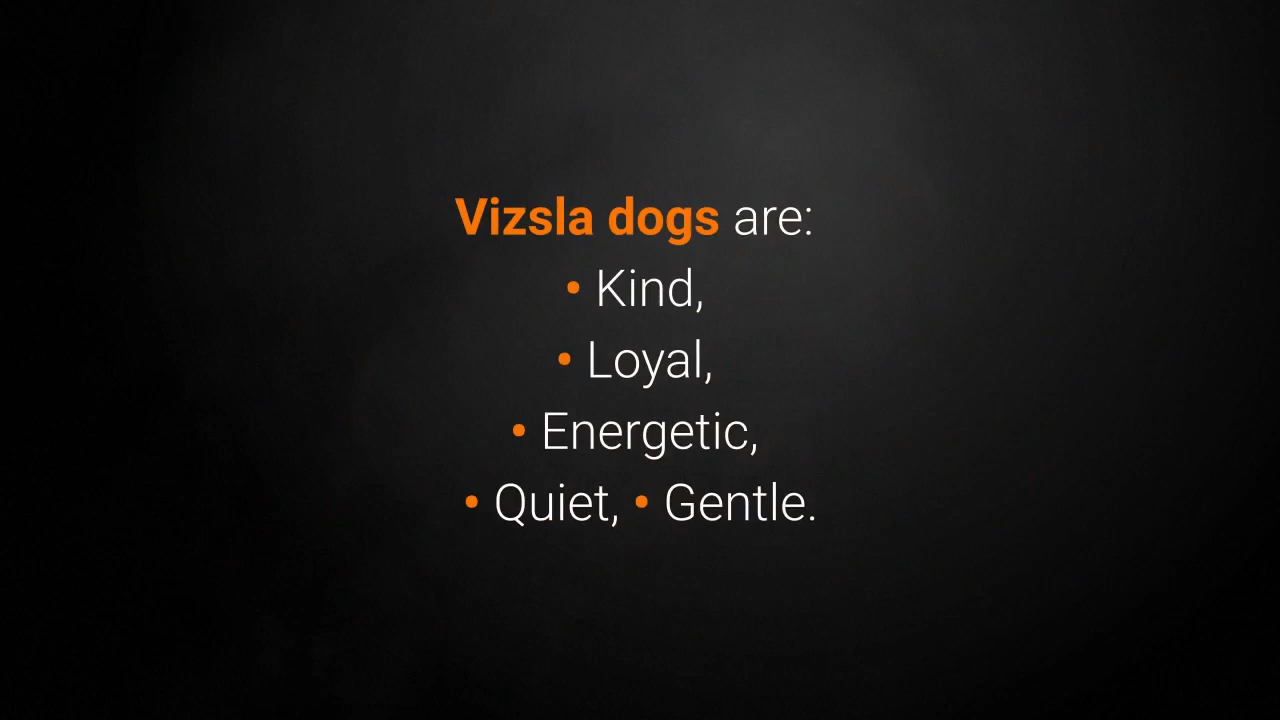 Vizsla dogs are:
• Kind,
• Loyal,
• Energetic,
• Quiet, • Gentle.